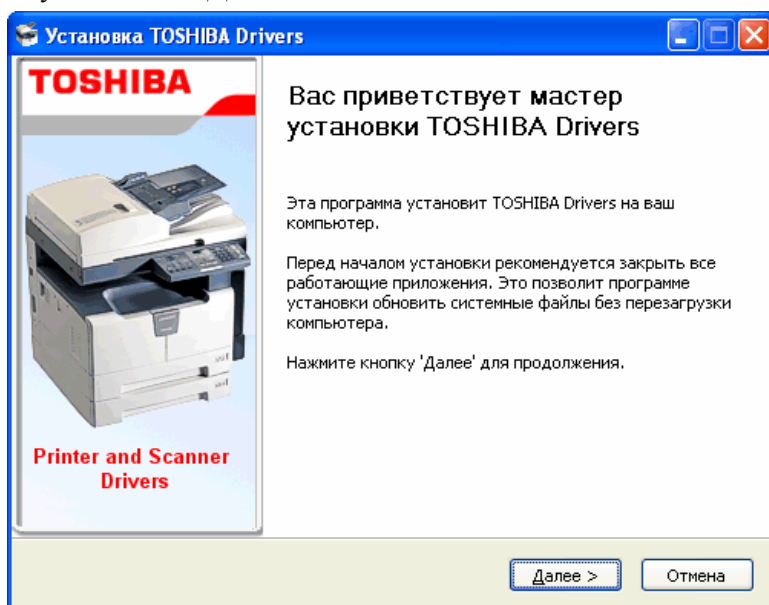 Установка TOSHIBA Drivers
TOSHIBA
Printer and Scanner
Drivers
Вас приветствует мастер
установки TOSHIBA Drivers
Эта программа установит TOSHIBA Drivers на ваш
компьютер.
Перед началом установки рекомендуется закрыть все
работающие приложения. Это позволит программе
установки обновить системные файлы без перезагрузки
компьютера.
Нажмите кнопку 'Далее' для продолжения.
Далее >
Отмена